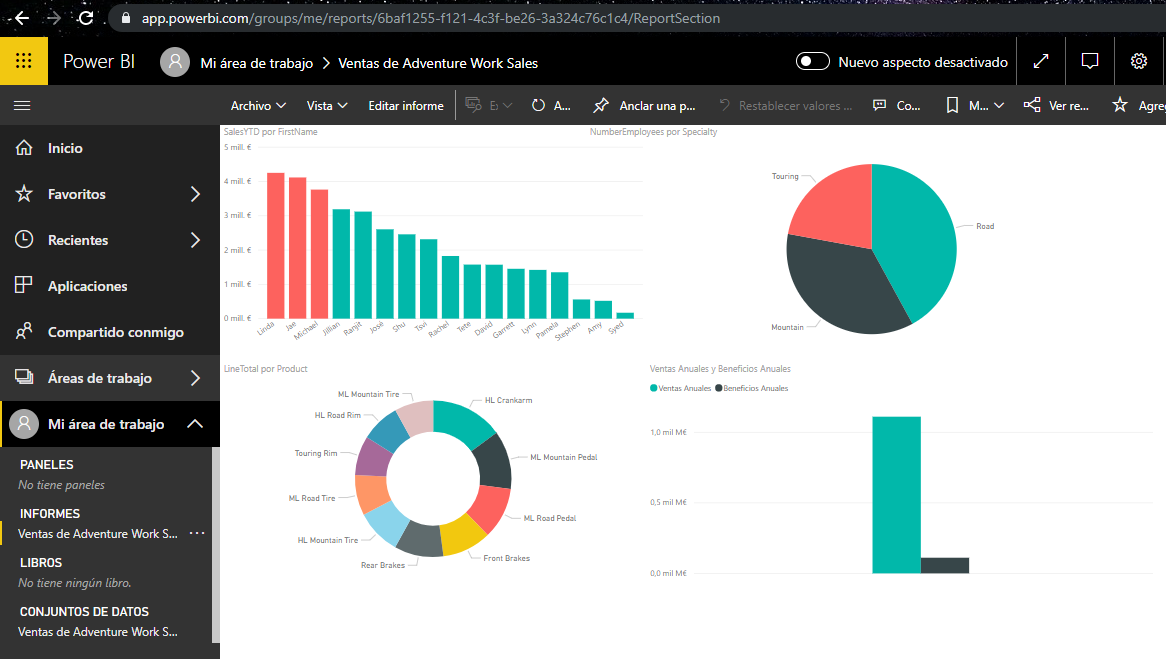 app.powerbi.com/groups/me/reports/6baf1255-f121-4c3f-be26-3a324c76c1c4/ReportSection
Power BI
Mi área de trabajo > Ventas de Adventure Work Sales
Nuevo aspecto desactivado
Archivo
Vista
Editar informe
E
A...
Anclar una p...
Restablecer valores ...
Co...
M...
Ver re...
Agre
Inicio
Favoritos
Recientes
Aplicaciones
Compartido conmigo
Áreas de trabajo
Mi área de trabajo
PANELES
No tiene paneles
INFORMES
Ventas de Adventure Work S... ...
LIBROS
No tiene ningún libro.
CONJUNTOS DE DATOS
Ventas de Adventure Work S...
SalesYTD por FirstName
5 mill. €
4 mill. €
3 mill. €
2 mill. €
1 mill. €
0 mill. €
Linda
Jae
Michael
Jillian
Ranjit
José
Shu
Tsvi
Rachel
Tete
David
Garrett
Lynn
Pamela
Stephen
Amy
Syed
NumberEmployees por Specialty
Touring
Road
Mountain
LineTotal por Product
ML Mountain Tire
HL Crankarm
HL Road Rim
Touring Rim
ML Mountain Pedal
ML Road Tire
ML Road Pedal
HL Mountain Tire
Front Brakes
Rear Brakes
Ventas Anuales y Beneficios Anuales
Ventas Anuales Beneficios Anuales
1,0 mil M€
0,5 mil M€
0,0 mil M€